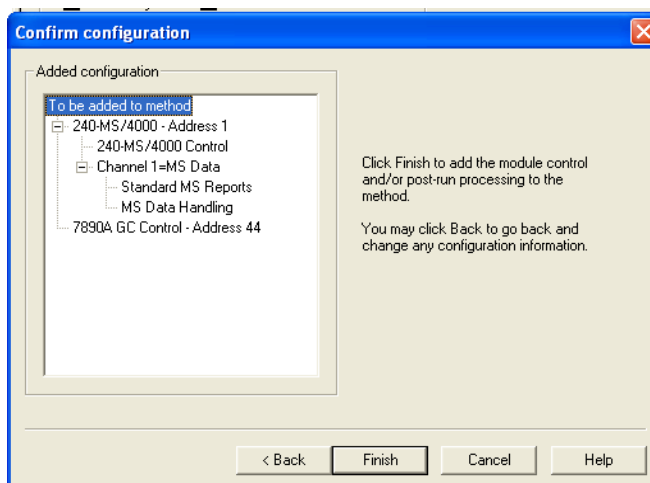 Confirm configuration
Added configuration
To be added to method
240-MS/4000 - Address 1
240-MS/4000 Control
Channel 1=MS Data
Standard MS Reports
MS Data Handling
7890A GC Control - Address 44
Click Finish to add the module control
and/or post-run processing to the
method.
You may click Back to go back and
change any configuration information.
< Back
Finish
Cancel
Help